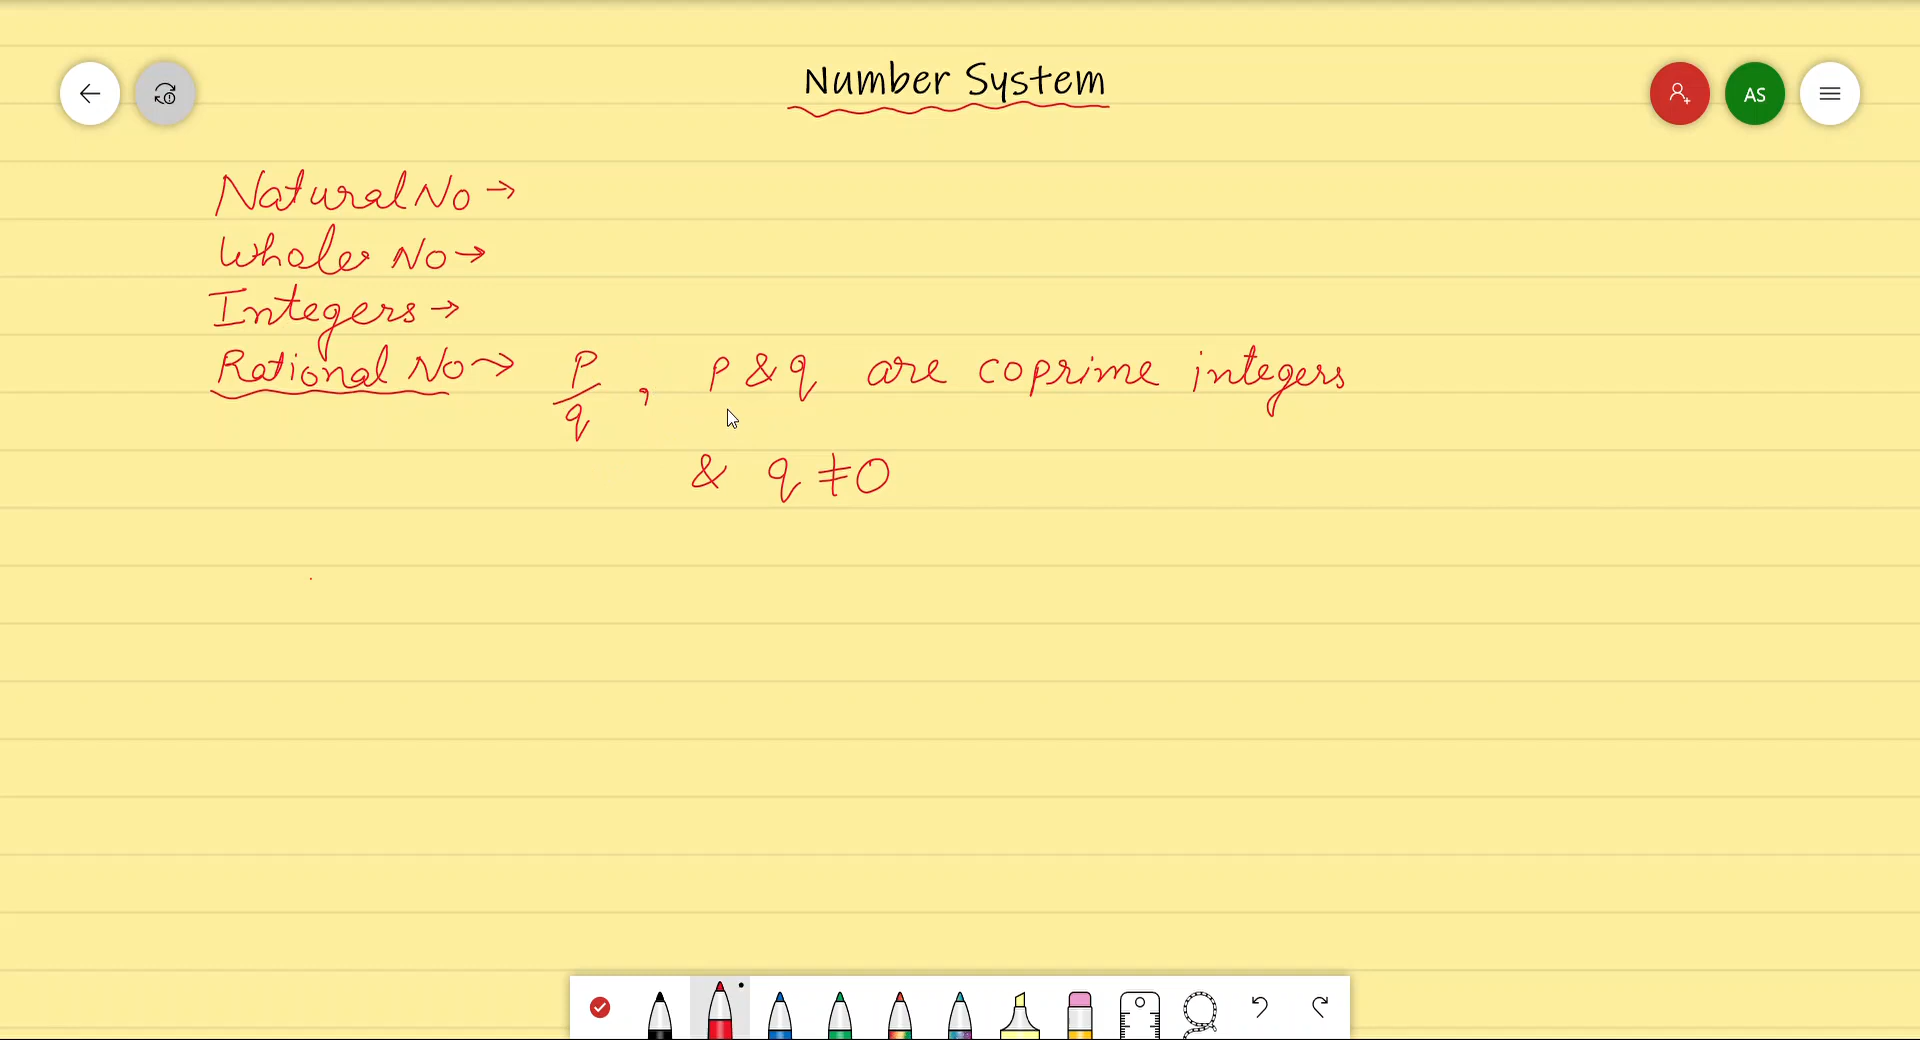 Number System
AS
Natural No →
Whole No →
Integers →
Rational No → p/q , p & q are coprime integers
& q ≠ 0